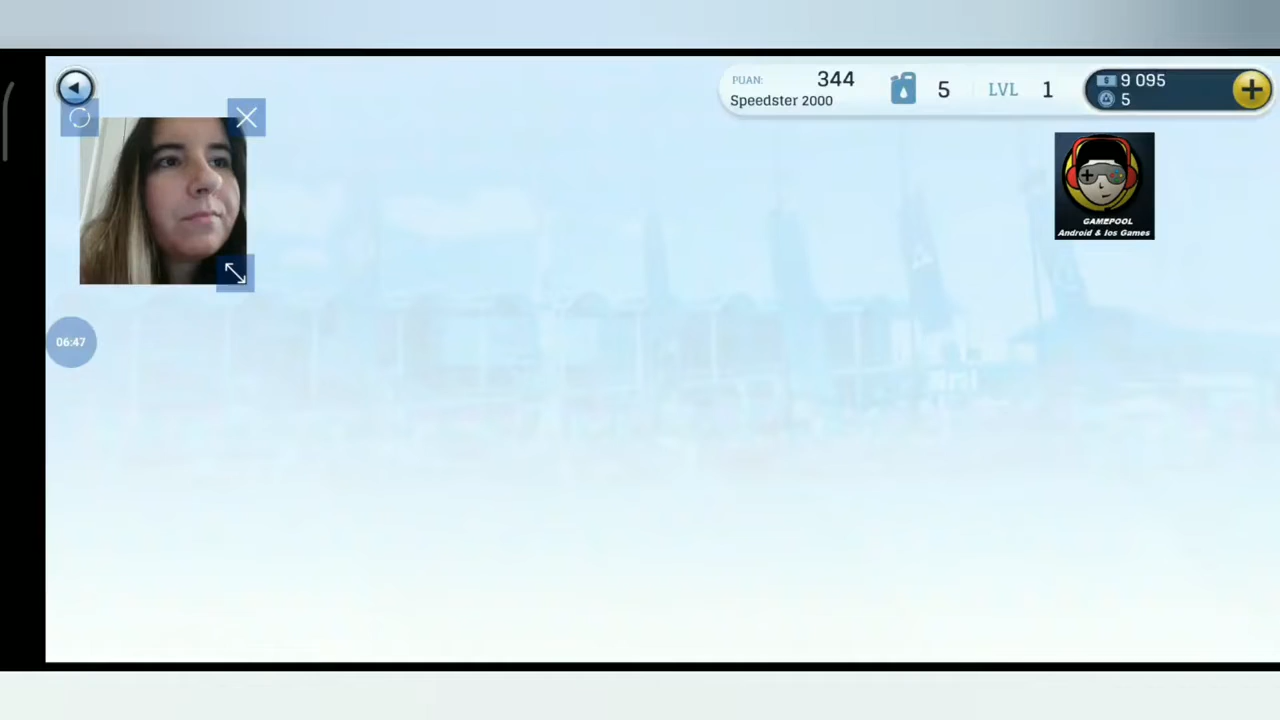 PUAN: 344
Speedster 2000
5
LVL 1
9 095
5
GAMEPOOL
Android & Ios Games
06:47